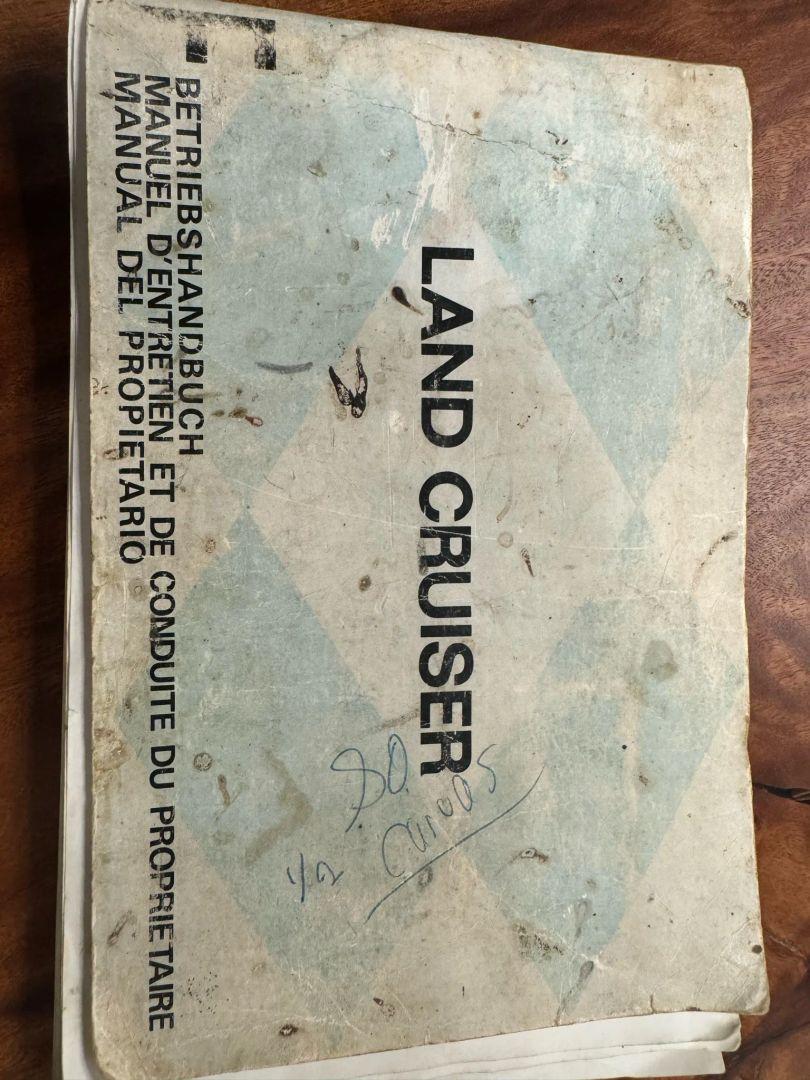 LAND CRUISER
BETRIEBSHANDBUCH
MANUEL D'ENTRETIEN ET DE CONDUITE DU PROPRIETAIRE
MANUAL DEL PROPIETARIO